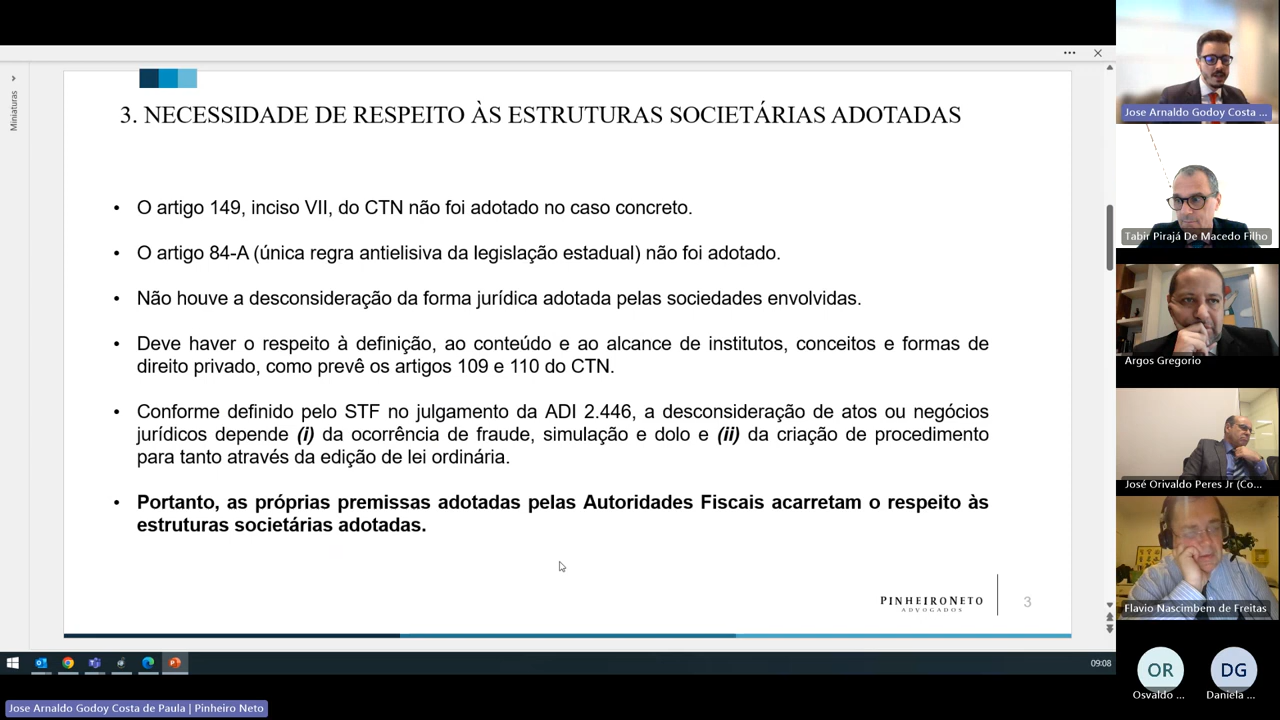 Miniaturas
3. NECESSIDADE DE RESPEITO ÀS ESTRUTURAS SOCIETÁRIAS ADOTADAS
• O artigo 149, inciso VII, do CTN não foi adotado no caso concreto.
• O artigo 84-A (única regra antielisiva da legislação estadual) não foi adotado.
• Não houve a desconsideração da forma jurídica adotada pelas sociedades envolvidas.
• Deve haver o respeito à definição, ao conteúdo e ao alcance de institutos, conceitos e formas de
direito privado, como prevê os artigos 109 e 110 do CTN.
• Conforme definido pelo STF no julgamento da ADI 2.446, a desconsideração de atos ou negócios
jurídicos depende (i) da ocorrência de fraude, simulação e dolo e (ii) da criação de procedimento
para tanto através da edição de lei ordinária.
• Portanto, as próprias premissas adotadas pelas Autoridades Fiscais acarretam o respeito às
estruturas societárias adotadas.
PINHEIRONETO
ADVOGADOS
3
09:08
Jose Arnaldo Godoy Costa de Paula | Pinheiro Neto
Jose Arnaldo Godoy Costa ...
Tabir Pirajá De Macedo Filho
Argos Gregorio
José Orivaldo Peres Jr (Co...
Flavio Nascimbem de Freitas
OR
Osvaldo ...
DG
Daniela ...